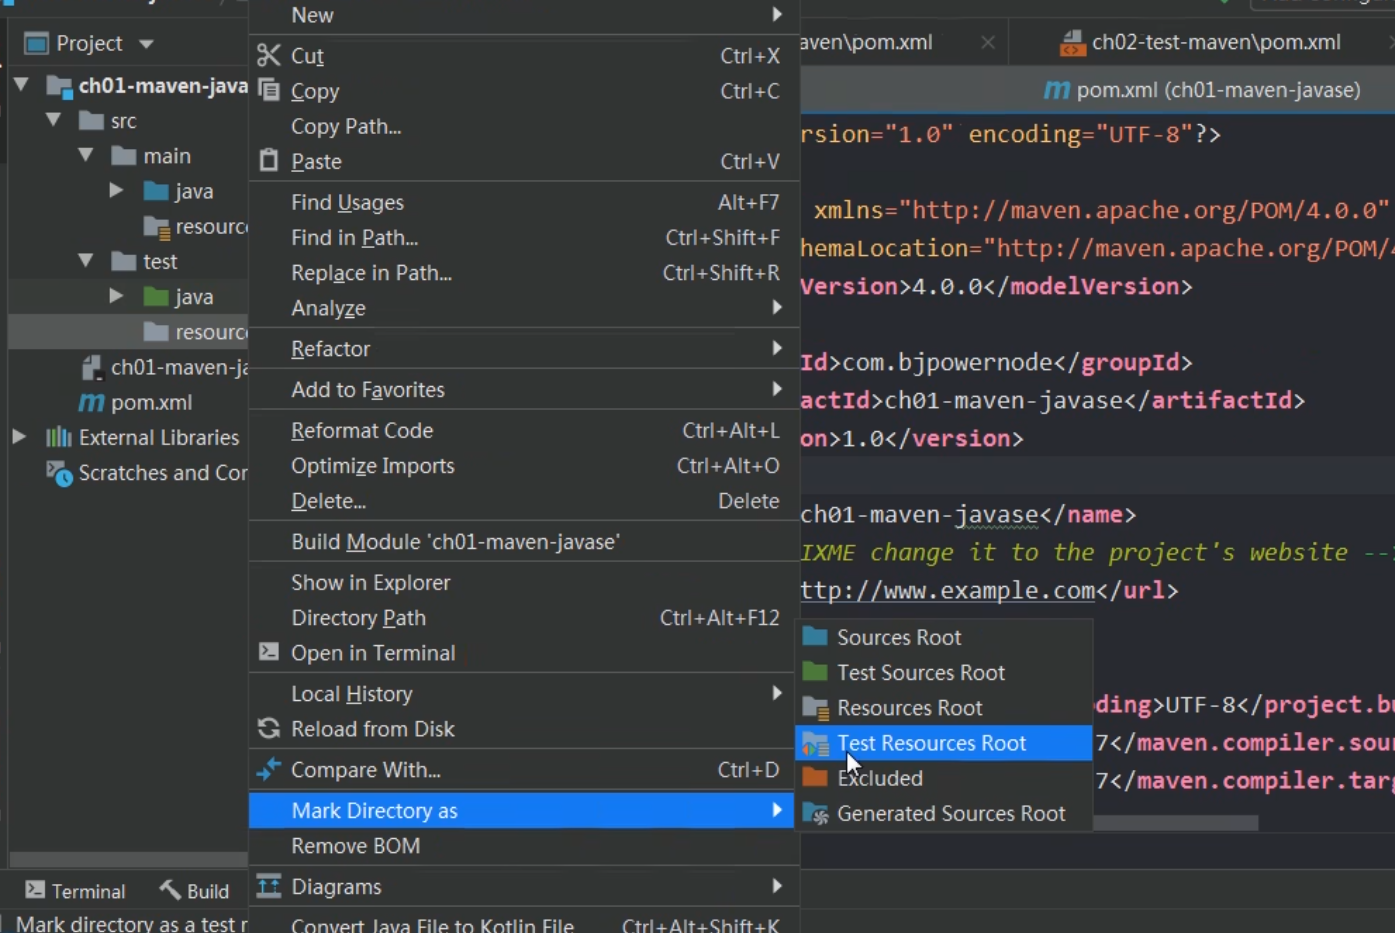 New
Project
aven\pom.xml
ch02-test-maven\pom.xml
ch01-maven-java
Cut Ctrl+X
Copy Ctrl+C
pom.xml (ch01-maven-javase)
src
Copy Path...
rsion="1.0" encoding="UTF-8"?>
main
Paste Ctrl+V
java
Find Usages Alt+F7
xmlns="http://maven.apache.org/POM/4.0.0"
resourc
Find in Path... Ctrl+Shift+F
hemaLocation="http://maven.apache.org/POM/4
test
Replace in Path... Ctrl+Shift+R
Version>4.0.0</modelVersion>
java
Analyze
resourc
Refactor
Id>com.bjpowernode</groupId>
ch01-maven-ja
Add to Favorites
actId>ch01-maven-javase</artifactId>
pom.xml
Reformat Code Ctrl+Alt+L
on>1.0</version>
External Libraries
Optimize Imports Ctrl+Alt+O
Scratches and Con
Delete... Delete
ch01-maven-javase</name>
Build Module 'ch01-maven-javase'
IXME change it to the project's website --
Show in Explorer
ttp://www.example.com</url>
Directory Path Ctrl+Alt+F12
Sources Root
Open in Terminal
Test Sources Root
Local History
Resources Root
ding>UTF-8</project.bu
Reload from Disk
Test Resources Root
7</maven.compiler.sour
Compare With... Ctrl+D
Excluded
7</maven.compiler.targ
Mark Directory as
Generated Sources Root
Remove BOM
Terminal
Build
Diagrams
Mark directory as a test r
Convert Java File to Kotlin File Ctrl+Alt+Shift+K